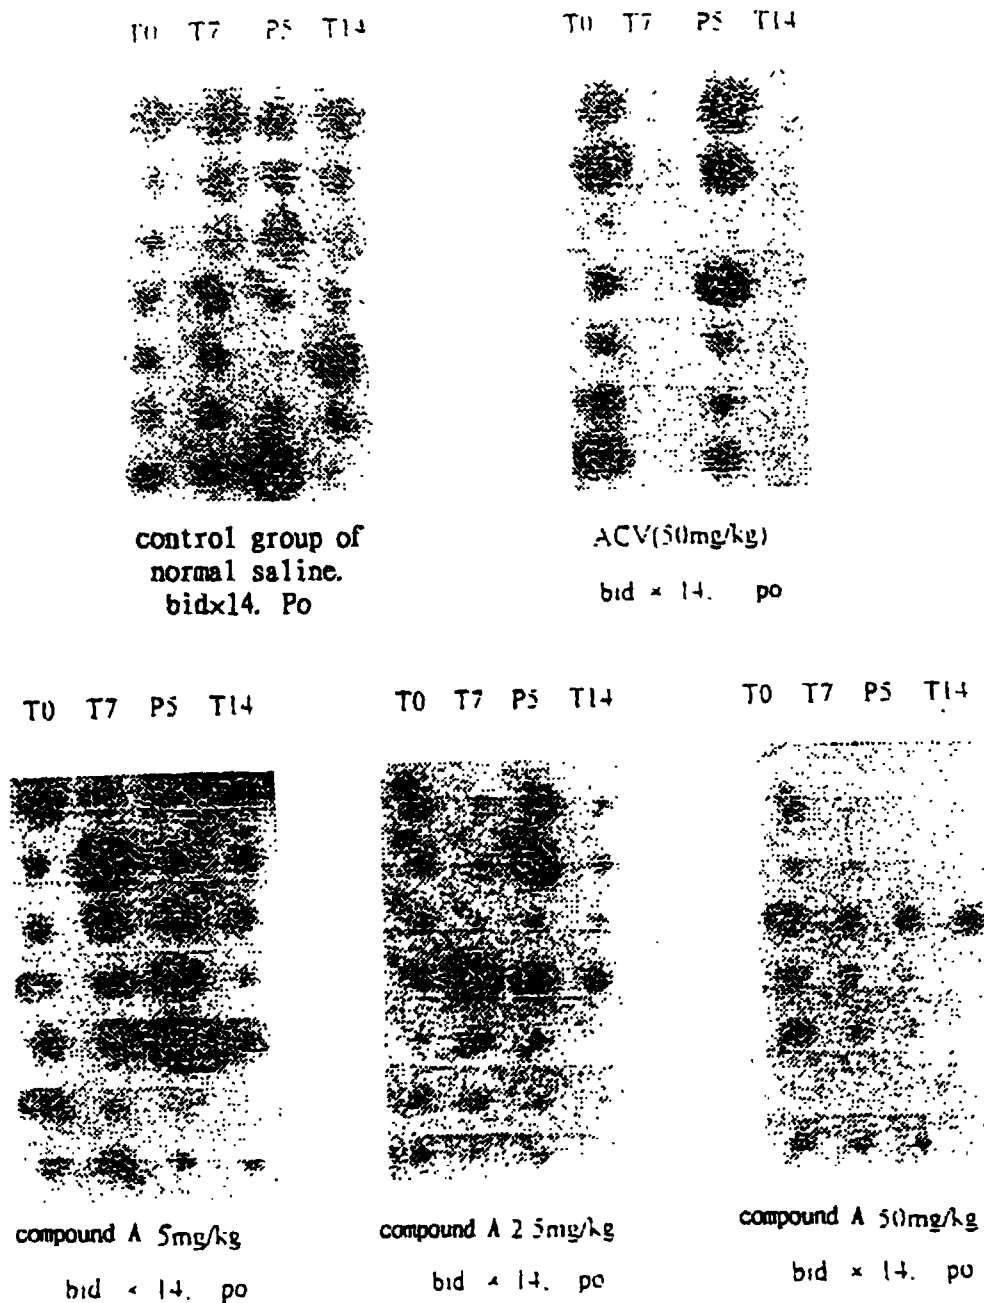 T0 T7 P5 T14
T0 T7 P5 T14
control group of
normal saline.
bid×14. Po
ACV(50mg/kg)
bid × 14. po
T0 T7 P5 T14
T0 T7 P5 T14
T0 T7 P5 T14
compound A 5mg/kg
bid × 14. po
compound A 2 5mg/kg
bid × 14. po
compound A 50mg/kg
bid × 14. po